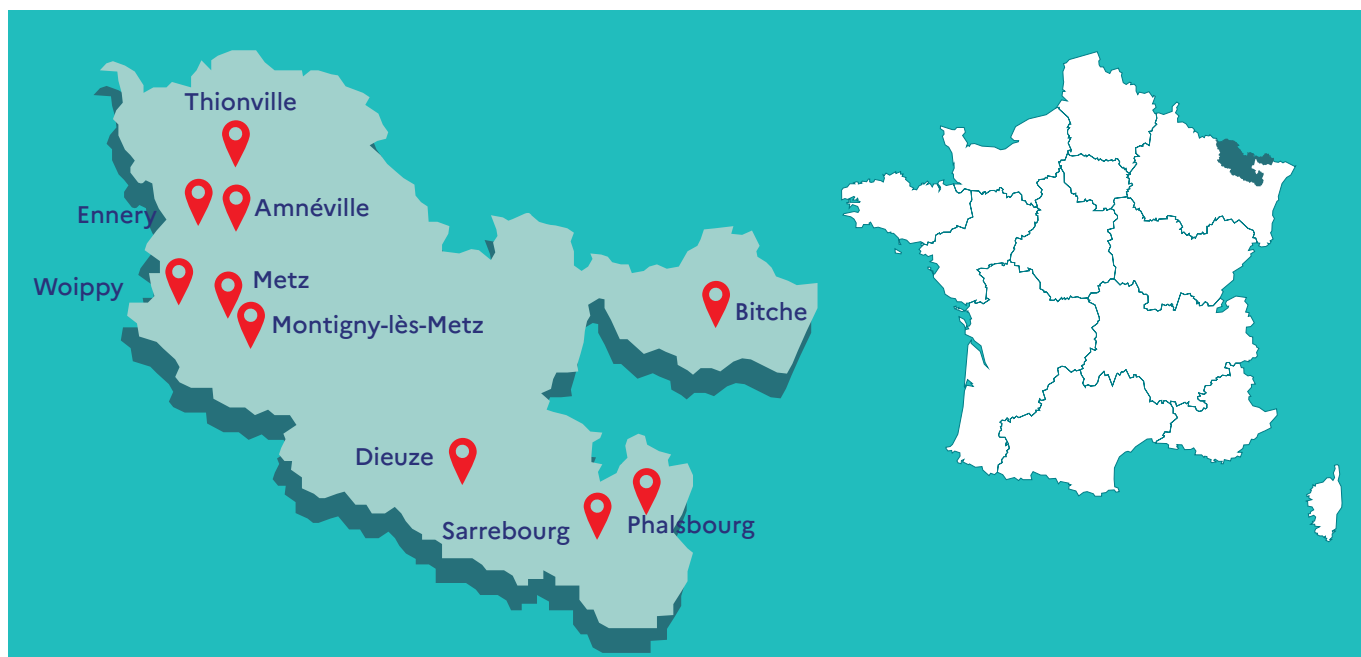 Thionville
Ennery
Amnéville
Woippy
Metz
Montigny-lès-Metz
Bitche
Dieuze
Sarrebourg
Phalsbourg